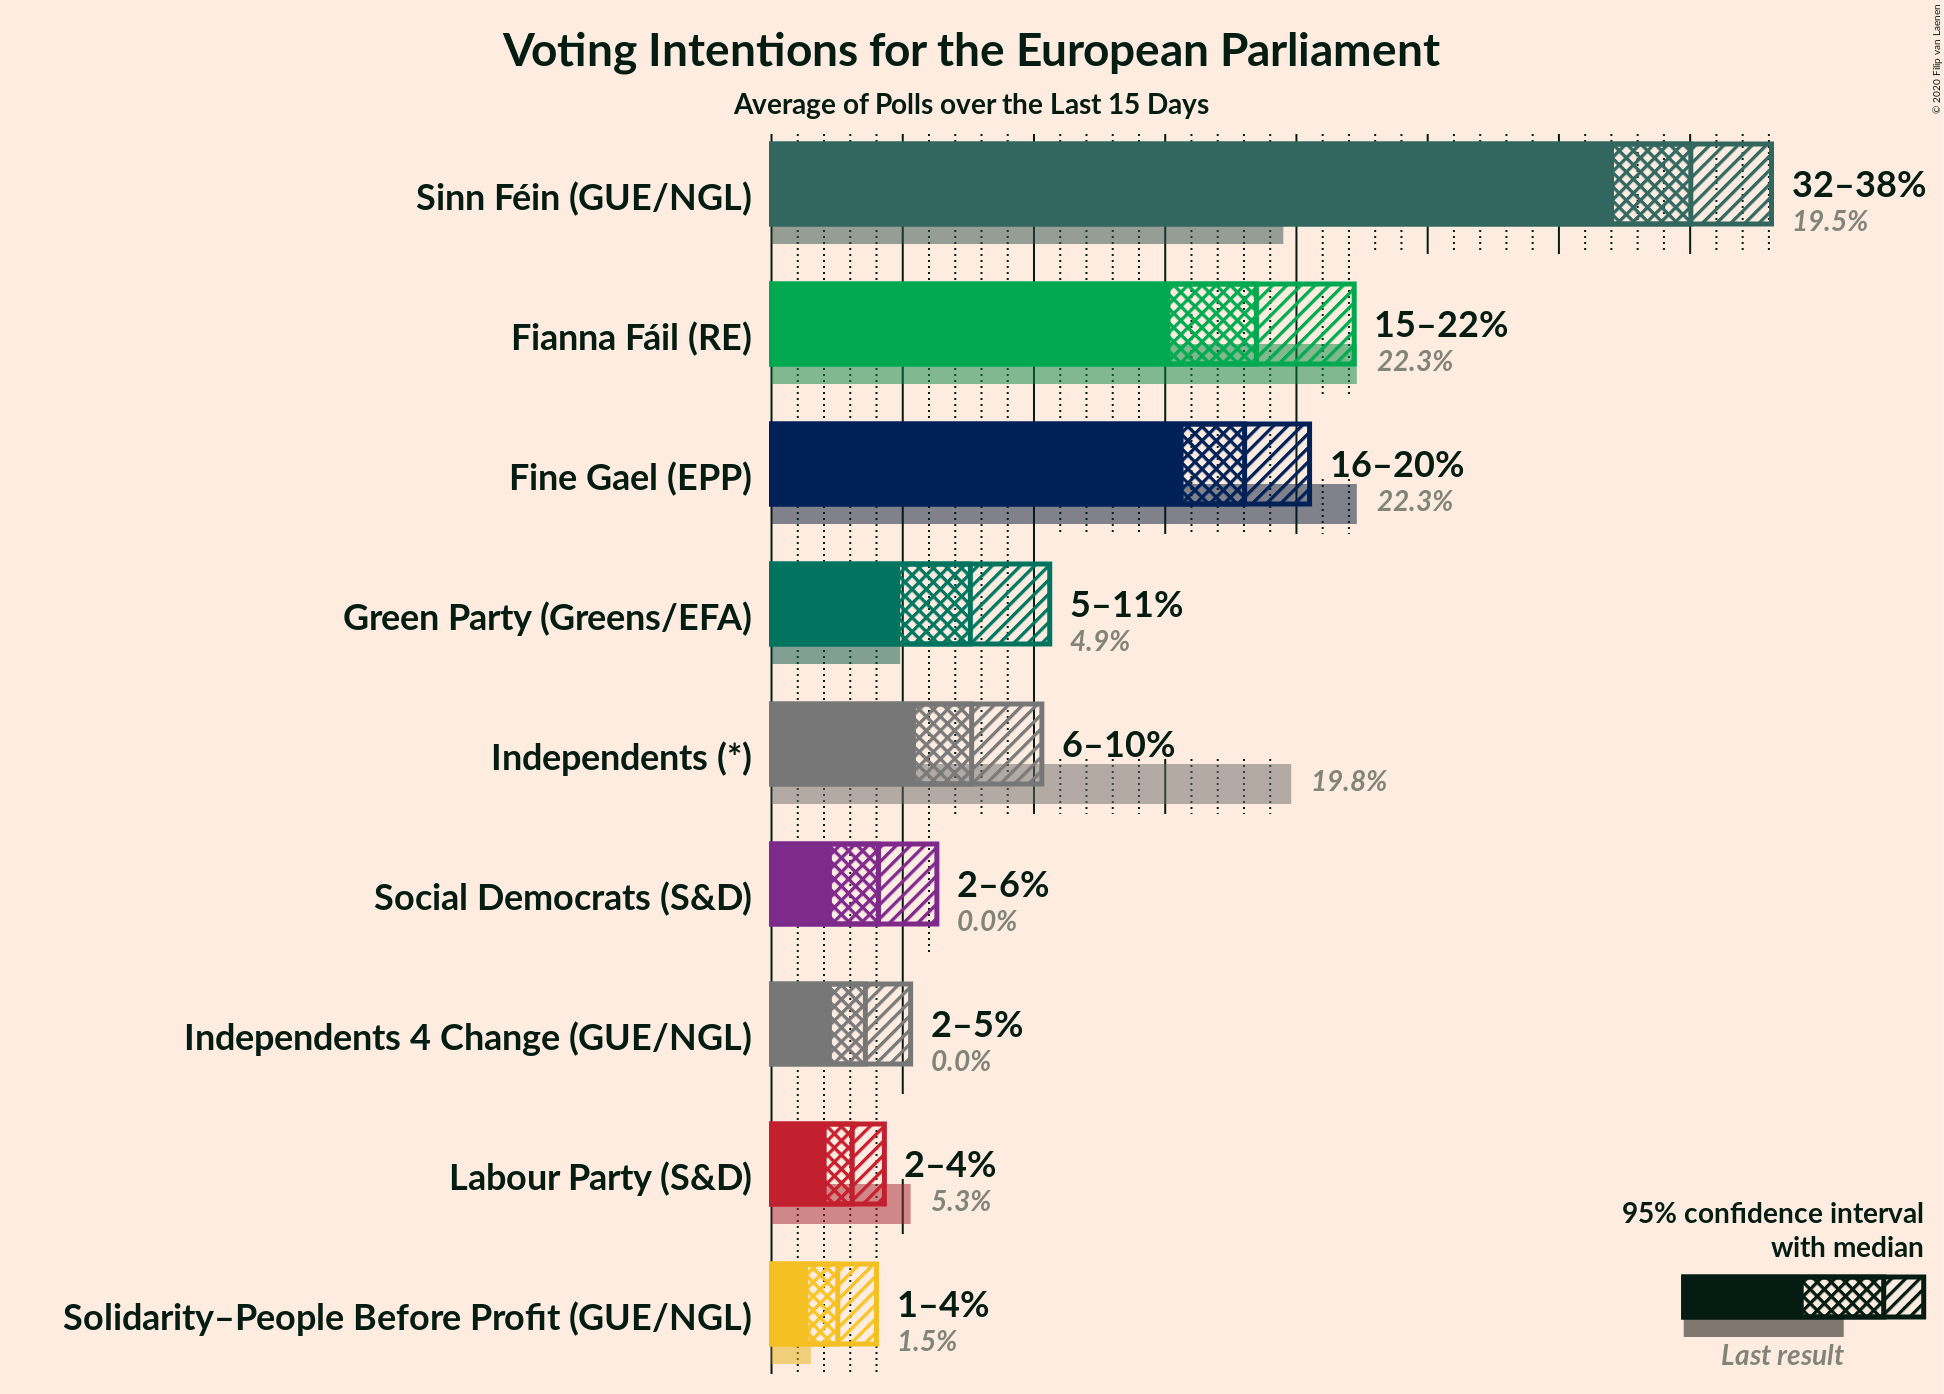 Voting Intentions for the European Parliament
Average of Polls over the Last 15 Days
© 2020 Filip van Laenen
Sinn Féin (GUE/NGL)
32–38%
19.5%
Fianna Fáil (RE)
15–22%
22.3%
Fine Gael (EPP)
16–20%
22.3%
Green Party (Greens/EFA)
5–11%
4.9%
Independents (*)
6–10%
19.8%
Social Democrats (S&D)
2–6%
0.0%
Independents 4 Change (GUE/NGL)
2–5%
0.0%
Labour Party (S&D)
2–4%
5.3%
Solidarity–People Before Profit (GUE/NGL)
1–4%
1.5%
95% confidence interval
with median
Last result